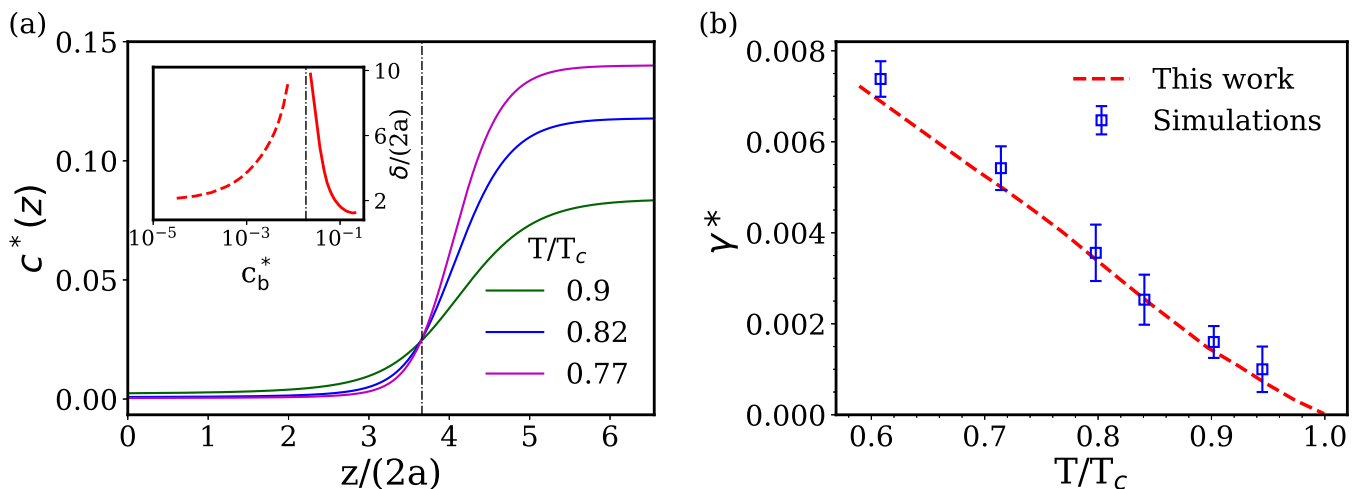 (a)
0.15
0.10
0.05
0.00
c*(z)
10
6
2
δ/(2a)
10⁻⁵ 10⁻³ 10⁻¹
c_b^*
T/T_c
0.9
0.82
0.77
0 1 2 3 4 5 6
z/(2a)
(b)
0.008
0.006
0.004
0.002
0.000
γ*
This work
Simulations
0.6 0.7 0.8 0.9 1.0
T/T_c